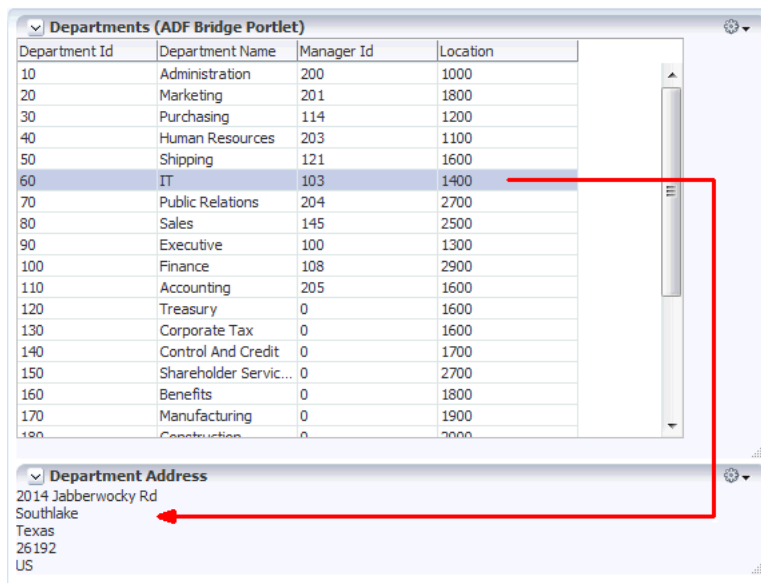 Departments (ADF Bridge Portlet)
Department Id Department Name Manager Id Location
10 Administration 200 1000
20 Marketing 201 1800
30 Purchasing 114 1200
40 Human Resources 203 1100
50 Shipping 121 1600
60 IT 103 1400
70 Public Relations 204 2700
80 Sales 145 2500
90 Executive 100 1300
100 Finance 108 2900
110 Accounting 205 1600
120 Treasury 0 1600
130 Corporate Tax 0 1600
140 Control And Credit 0 1700
150 Shareholder Servic... 0 2700
160 Benefits 0 1800
170 Manufacturing 0 1900
180 Construction 0
Department Address
2014 Jabberwocky Rd
Southlake
Texas
26192
US